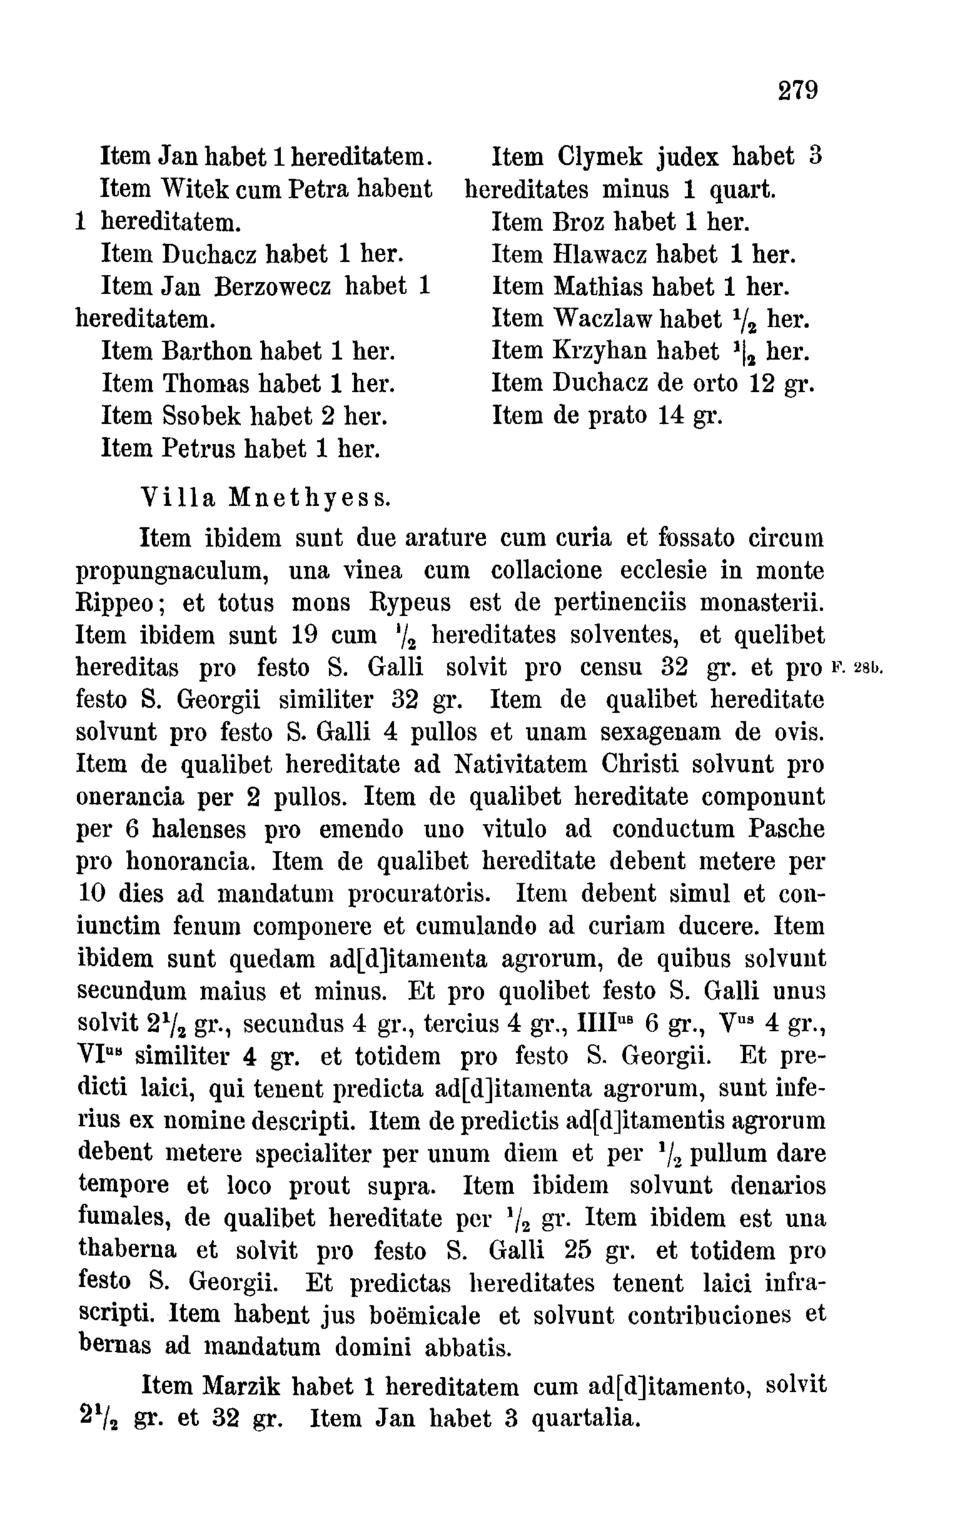 279
Item Jan habet 1 hereditatem.
Item Witek cum Petra habent
1 hereditatem.
Item Duchacz habet 1 her.
Item Jan Berzowecz habet 1
hereditatem.
Item Barthon habet 1 her.
Item Thomas habet 1 her.
Item Ssobek habet 2 her.
Item Petrus habet 1 her.
Item Clymek judex habet 3
hereditates minus 1 quart.
Item Broz habet 1 her.
Item Hlawacz habet 1 her.
Item Mathias habet 1 her.
Item Waczlaw habet 1/2 her.
Item Krzyhan habet 1/2 her.
Item Duchacz de orto 12 gr.
Item de prato 14 gr.
Villa Mnethyess.
Item ibidem sunt due arature cum curia et fossato circum
propungnaculum, una vinea cum collacione ecclesie in monte
Rippeo; et totus mons Rypeus est de pertinenciis monasterii.
Item ibidem sunt 19 cum 1/2 hereditates solventes, et quelibet
hereditas pro festo S. Galli solvit pro censu 32 gr. et pro F. 28b.
festo S. Georgii similiter 32 gr. Item de qualibet hereditate
solvunt pro festo S. Galli 4 pullos et unam sexagenam de ovis.
Item de qualibet hereditate ad Nativitatem Christi solvunt pro
onerancia per 2 pullos. Item de qualibet hereditate componunt
per 6 halenses pro emendo uno vitulo ad conductum Pasche
pro honorancia. Item de qualibet hereditate debent metere per
10 dies ad mandatum procuratoris. Item debent simul et con-
iunctim fenum componere et cumulando ad curiam ducere. Item
ibidem sunt quedam ad[d]itamenta agrorum, de quibus solvunt
secundum maius et minus. Et pro quolibet festo S. Galli unus
solvit 2 1/2 gr., secundus 4 gr., tercius 4 gr., IIIIus 6 gr., Vus 4 gr.,
VIus similiter 4 gr. et totidem pro festo S. Georgii. Et pre-
dicti laici, qui tenent predicta ad[d]itamenta agrorum, sunt infe-
rius ex nomine descripti. Item de predictis ad[d]itamentis agrorum
debent metere specialiter per unum diem et per 1/2 pullum dare
tempore et loco prout supra. Item ibidem solvunt denarios
fumales, de qualibet hereditate per 1/2 gr. Item ibidem est una
thaberna et solvit pro festo S. Galli 25 gr. et totidem pro
festo S. Georgii. Et predictas hereditates tenent laici infra-
scripti. Item habent jus boëmicale et solvunt contribuciones et
bernas ad mandatum domini abbatis.
Item Marzik habet 1 hereditatem cum ad[d]itamento, solvit
2 1/2 gr. et 32 gr. Item Jan habet 3 quartalia.